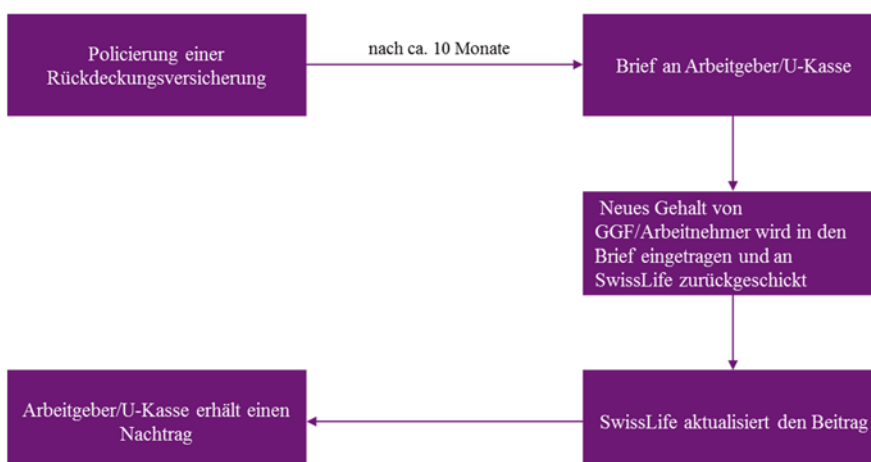 Policierung einer
Rückdeckungsversicherung
nach ca. 10 Monate
Brief an Arbeitgeber/U-Kasse
Neues Gehalt von
GGF/Arbeitnehmer wird in den
Brief eingetragen und an
SwissLife zurückgeschickt
SwissLife aktualisiert den Beitrag
Arbeitgeber/U-Kasse erhält einen
Nachtrag